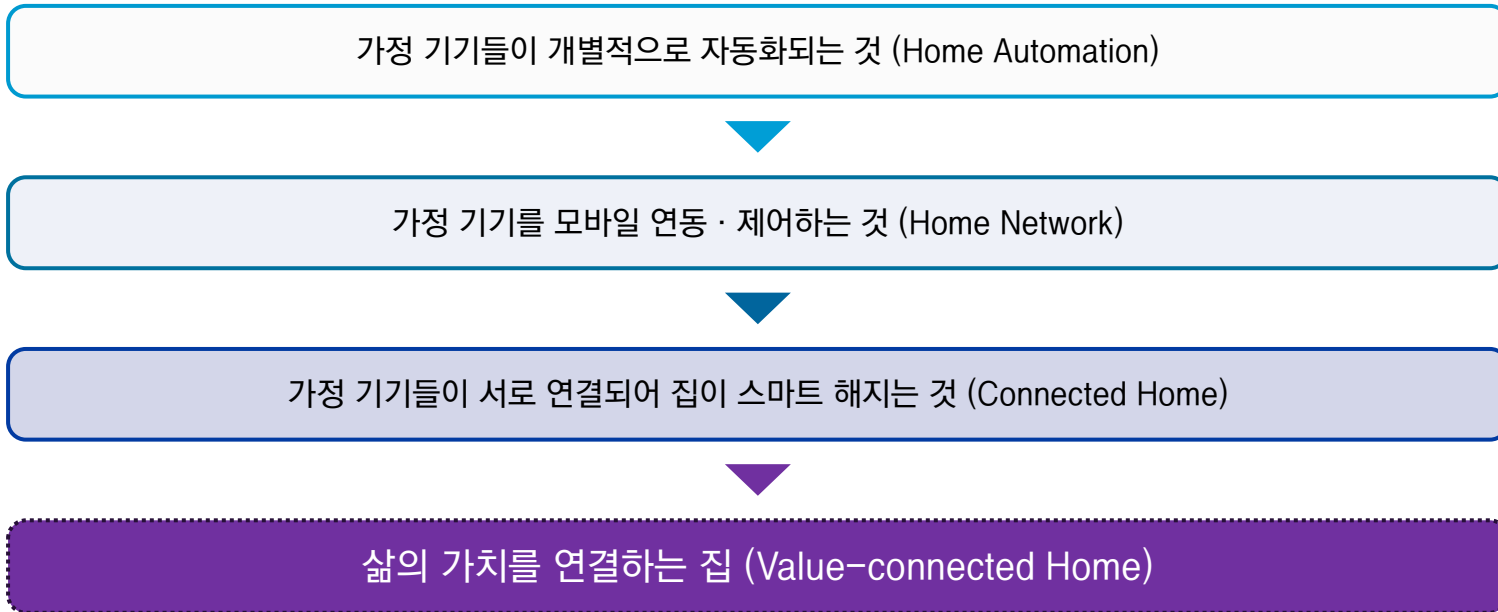 가정 기기들이 개별적으로 자동화되는 것 (Home Automation)
가정 기기를 모바일 연동 · 제어하는 것 (Home Network)
가정 기기들이 서로 연결되어 집이 스마트 해지는 것 (Connected Home)
삶의 가치를 연결하는 집 (Value-connected Home)